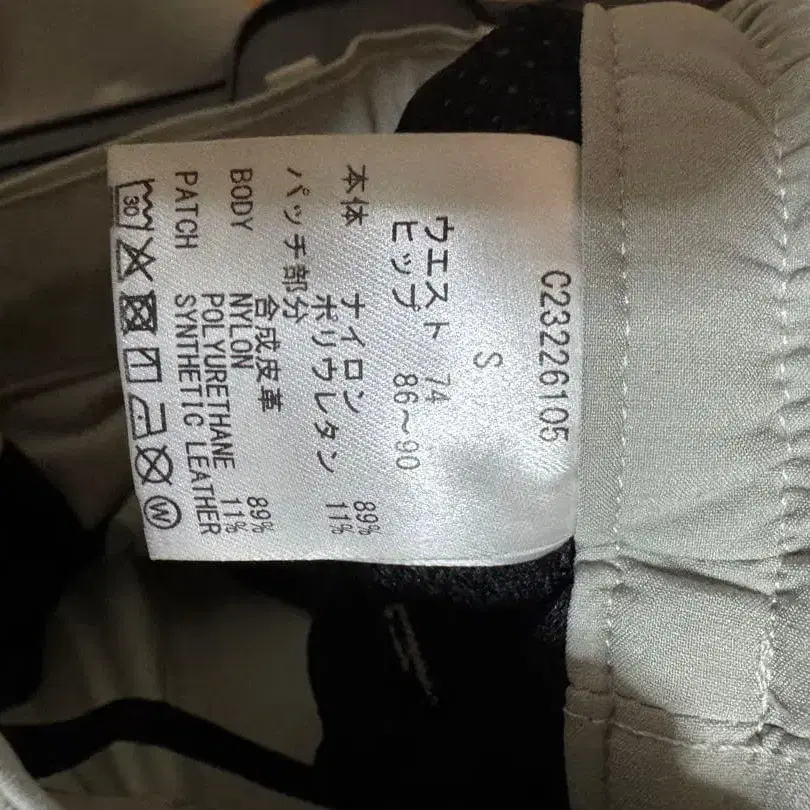 C23226105
S
ウエスト 74
ヒップ 86～90
本体 ナイロン 89%
ポリウレタン 11%
パッチ部分 合成皮革
BODY NYLON 89%
POLYURETHANE 11%
PATCH SYNTHETIC LEATHER
30
W